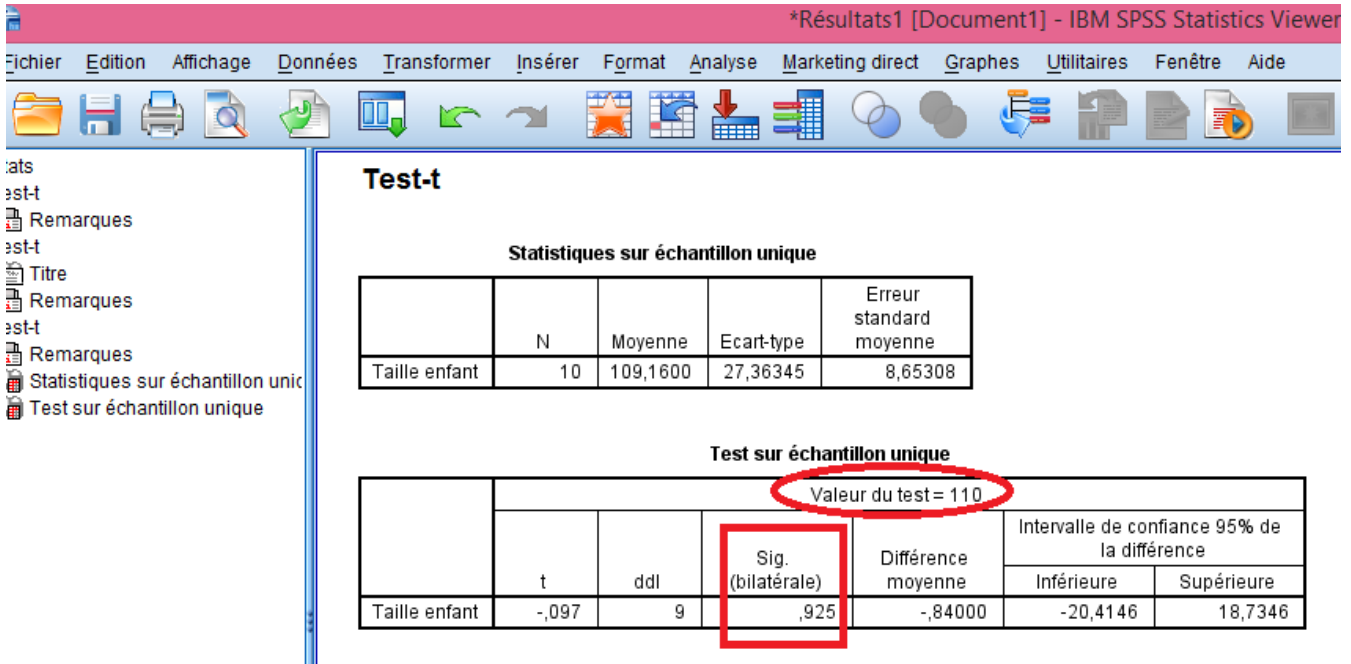 *Résultats1 [Document1] - IBM SPSS Statistics Viewer
Fichier Edition Affichage Données Transformer Insérer Format Analyse Marketing direct Graphes Utilitaires Fenêtre Aide
tats
est-t
Remarques
est-t
Titre
Remarques
est-t
Remarques
Statistiques sur échantillon unic
Test sur échantillon unique
Test-t
Statistiques sur échantillon unique
N Moyenne Ecart-type Erreur standard moyenne
Taille enfant 10 109,1600 27,36345 8,65308
Test sur échantillon unique
Valeur du test = 110
t ddl Sig. (bilatérale) Différence moyenne Intervalle de confiance 95% de la différence
Inférieure Supérieure
Taille enfant -,097 9 ,925 -,84000 -20,4146 18,7346